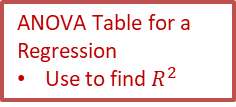 ANOVA Table for a
Regression
• Use to find R²